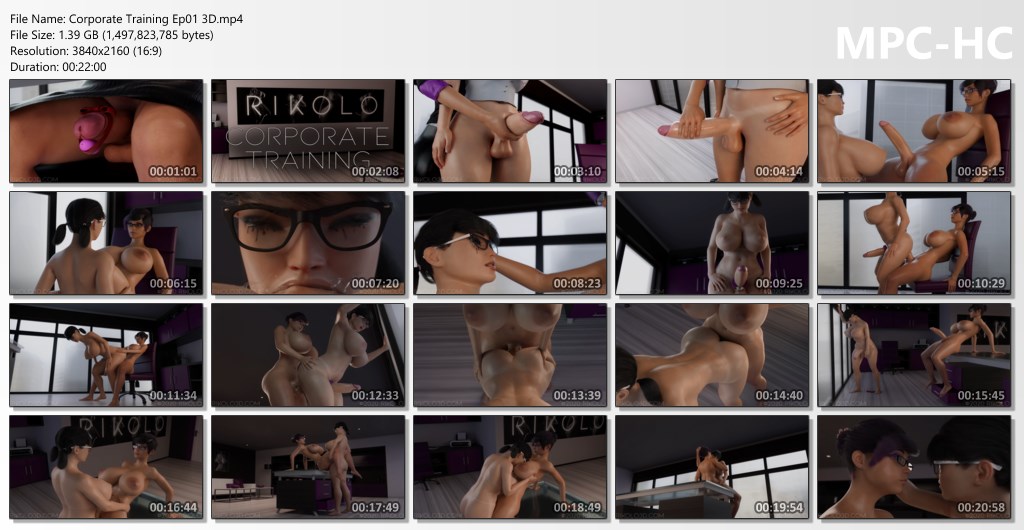 File Name: Corporate Training Ep01 3D.mp4
File Size: 1.39 GB (1,497,823,785 bytes)
Resolution: 3840x2160 (16:9)
Duration: 00:22:00
MPC-HC
00:01:01
RIKOLO
CORPORATE
TRAINING
00:02:08
00:03:10
00:04:14
00:05:15
00:06:15
00:07:20
00:08:23
00:09:25
00:10:29
00:11:34
00:12:33
00:13:39
00:14:40
00:15:45
RIKOLO
00:16:44
00:17:49
RIKOLO
00:18:49
00:19:54
00:20:58